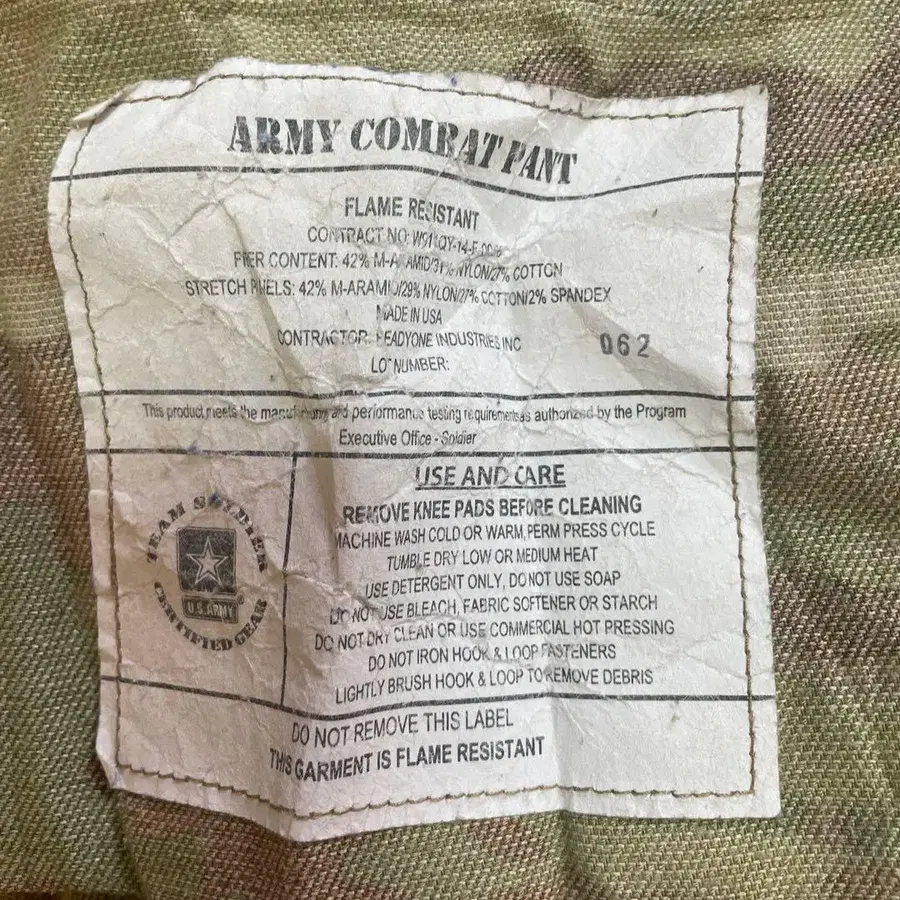 ARMY COMBAT PANT
FLAME RESISTANT
CONTRACT NO:
FIBER CONTENT: 42% M-ARAMID/31% NYLON/27% COTTON
STRETCH PANELS: 42% M-ARAMID/29% NYLON/27% COTTON/2% SPANDEX
MADE IN USA
CONTRACTOR: READYONE INDUSTRIES INC
062
LOT NUMBER:
This product meets the manufacturing and performance testing requirements as authorized by the Program
Executive Office - Soldier
TEAM SOLDIER
U.S. ARMY
CERTIFIED GEAR
USE AND CARE
REMOVE KNEE PADS BEFORE CLEANING
MACHINE WASH COLD OR WARM, PERM PRESS CYCLE
TUMBLE DRY LOW OR MEDIUM HEAT
USE DETERGENT ONLY, DO NOT USE SOAP
DO NOT USE BLEACH, FABRIC SOFTENER OR STARCH
DO NOT DRY CLEAN OR USE COMMERCIAL HOT PRESSING
DO NOT IRON HOOK & LOOP FASTENERS
LIGHTLY BRUSH HOOK & LOOP TO REMOVE DEBRIS
DO NOT REMOVE THIS LABEL
THIS GARMENT IS FLAME RESISTANT